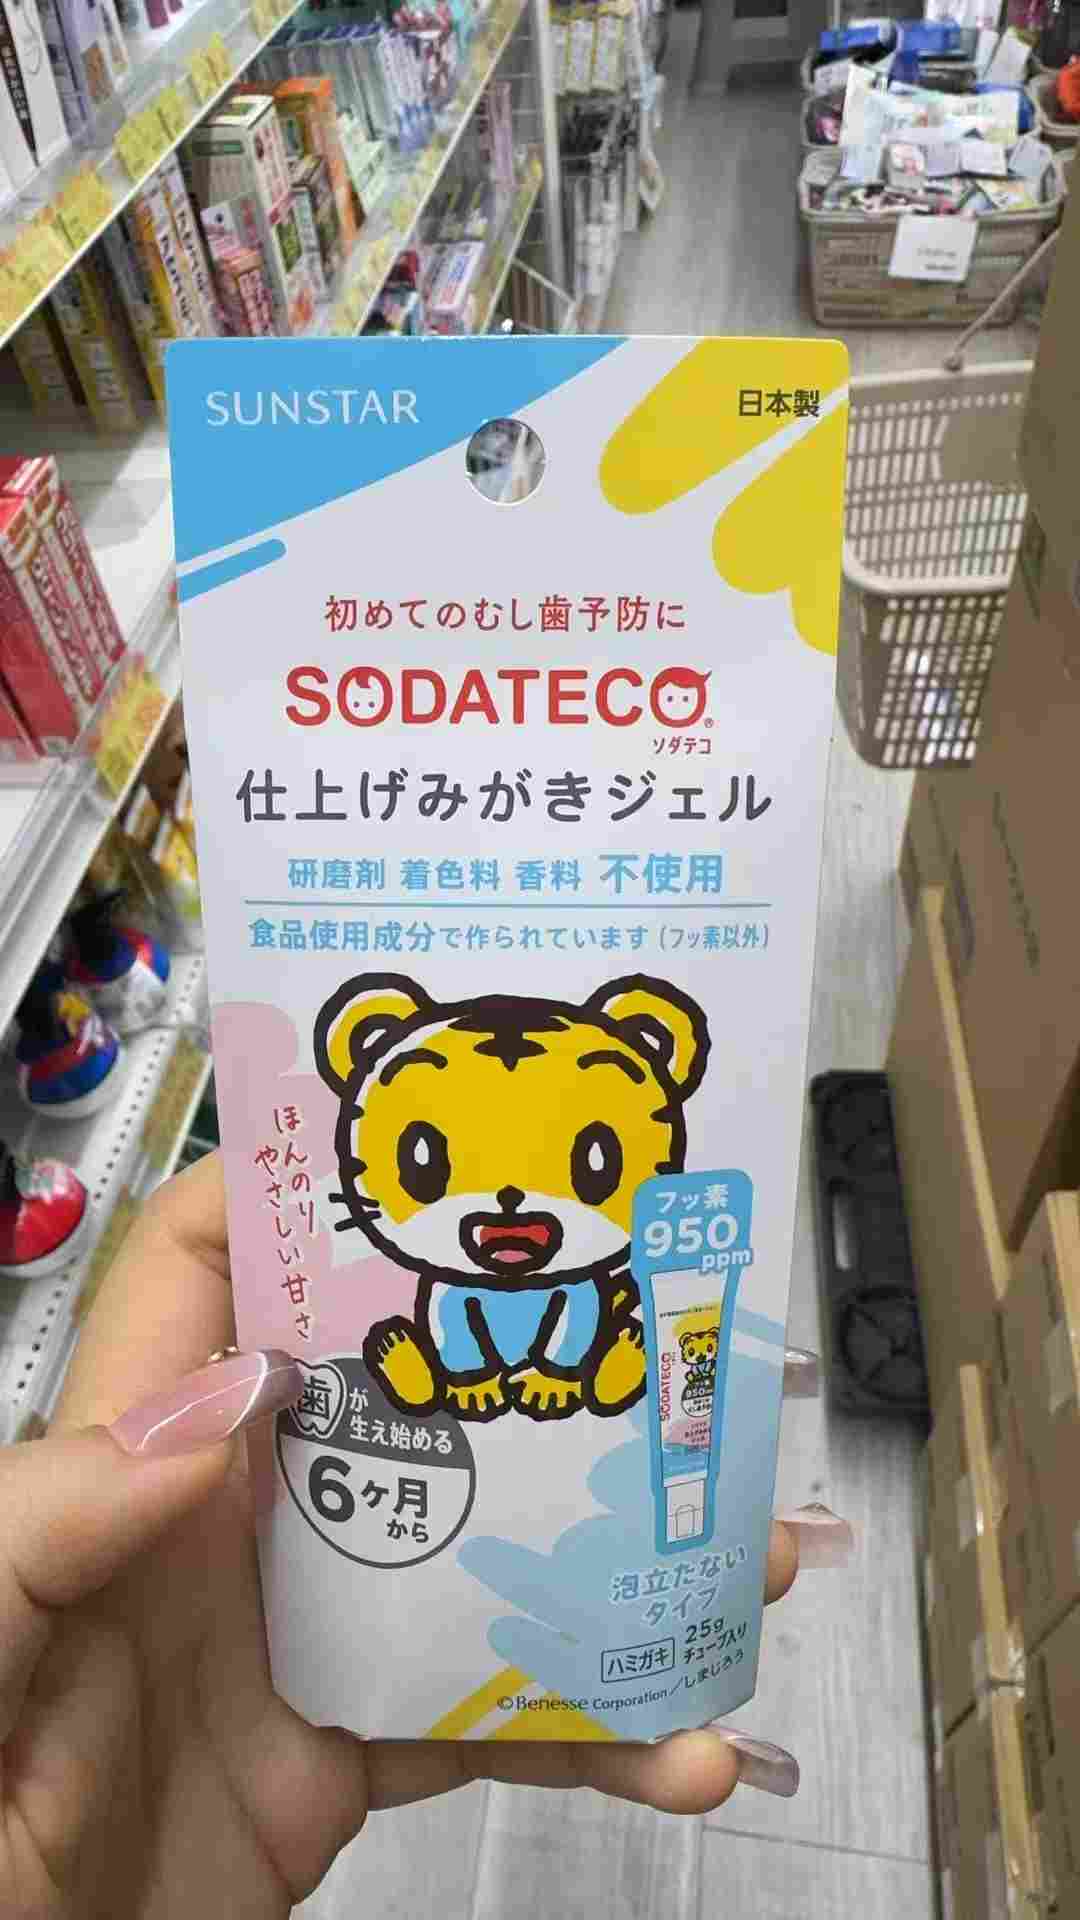 SUNSTAR
日本製
初めてのむし歯予防に
SODATECO®
ソダテコ
仕上げみがきジェル
研磨剤 着色料 香料 不使用
食品使用成分で作られています(フッ素以外)
ほんのり
やさしい甘さ
フッ素
950
ppm
SODATECO
950
歯が
生え始める
6ヶ月
から
泡立たない
タイプ
ハミガキ
25g
チューブ入り
©Benesse Corporation/しまじろう